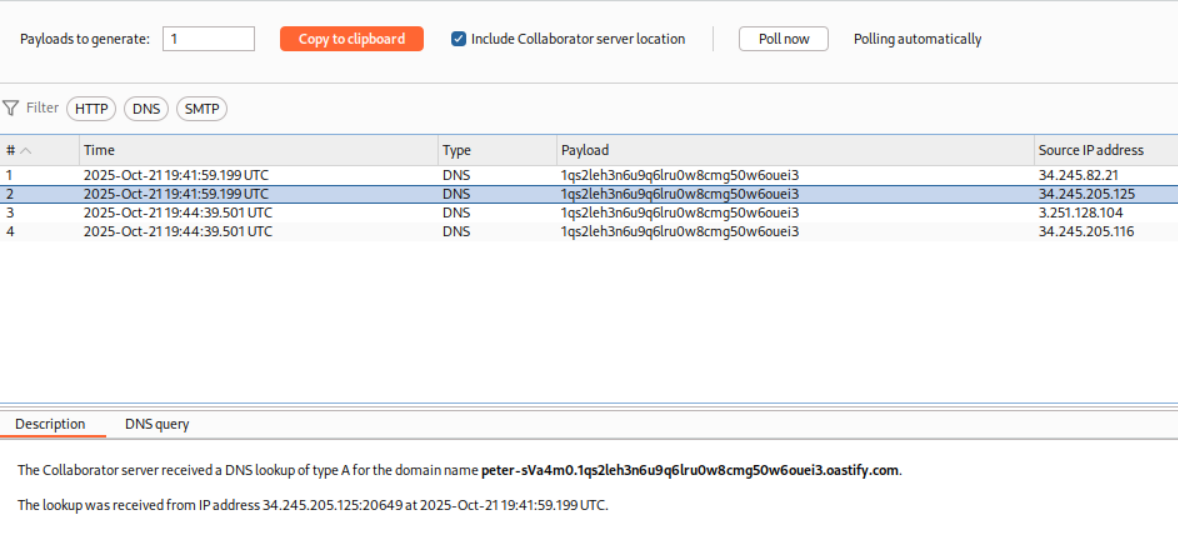 Payloads to generate: 1 Copy to clipboard Include Collaborator server location Poll now Polling automatically
Filter HTTP DNS SMTP
# Time Type Payload Source IP address
1 2025-Oct-21 19:41:59.199 UTC DNS 1qs2leh3n6u9q6lru0w8cmg50w6ouei3 34.245.82.21
2 2025-Oct-21 19:41:59.199 UTC DNS 1qs2leh3n6u9q6lru0w8cmg50w6ouei3 34.245.205.125
3 2025-Oct-21 19:44:39.501 UTC DNS 1qs2leh3n6u9q6lru0w8cmg50w6ouei3 3.251.128.104
4 2025-Oct-21 19:44:39.501 UTC DNS 1qs2leh3n6u9q6lru0w8cmg50w6ouei3 34.245.205.116
Description DNS query
The Collaborator server received a DNS lookup of type A for the domain name peter-sVa4m0.1qs2leh3n6u9q6lru0w8cmg50w6ouei3.oastify.com.
The lookup was received from IP address 34.245.205.125:20649 at 2025-Oct-21 19:41:59.199 UTC.